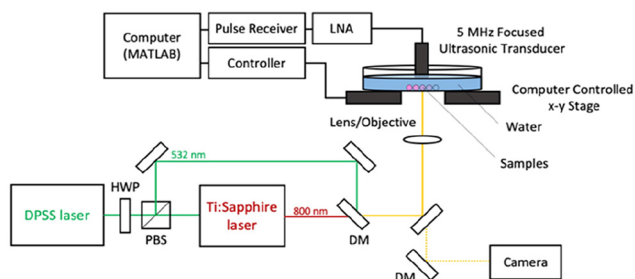 Computer
(MATLAB)
Pulse Receiver
LNA
Controller
5 MHz Focused
Ultrasonic Transducer
Computer Controlled
x-y Stage
Lens/Objective
Water
Samples
532 nm
HWP
DPSS laser
PBS
Ti:Sapphire
laser
800 nm
DM
DM
Camera